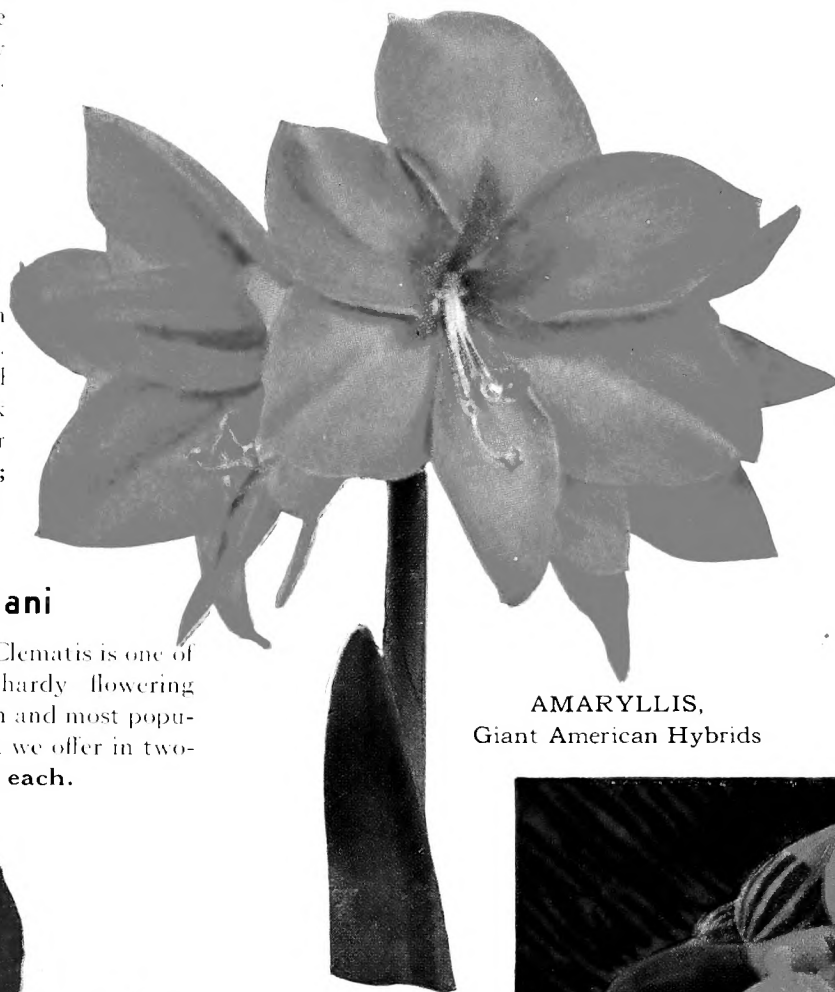 ani
Clematis is one of
hardy flowering
n and most popu-
we offer in two-
each.
AMARYLLIS,
Giant American Hybrids